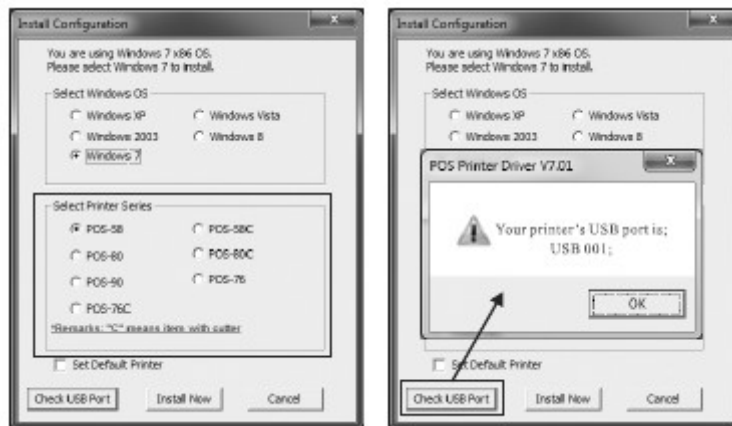 Install Configuration
You are using Windows 7 x86 OS.
Please select Windows 7 to install.
Select Windows OS
Windows XP
Windows Vista
Windows 2003
Windows 8
Windows 7
Select Printer Series
POS-58
POS-58C
POS-80
POS-80C
POS-90
POS-76
POS-76C
*Remarks: "C" means item with cutter
Set Default Printer
Check USB Port
Install Now
Cancel
Install Configuration
You are using Windows 7 x86 OS.
Please select Windows 7 to install.
Select Windows OS
Windows XP
Windows Vista
Windows 2003
Windows 8
POS Printer Driver V7.01
Your printer's USB port is;
USB 001;
OK
Set Default Printer
Check USB Port
Install Now
Cancel